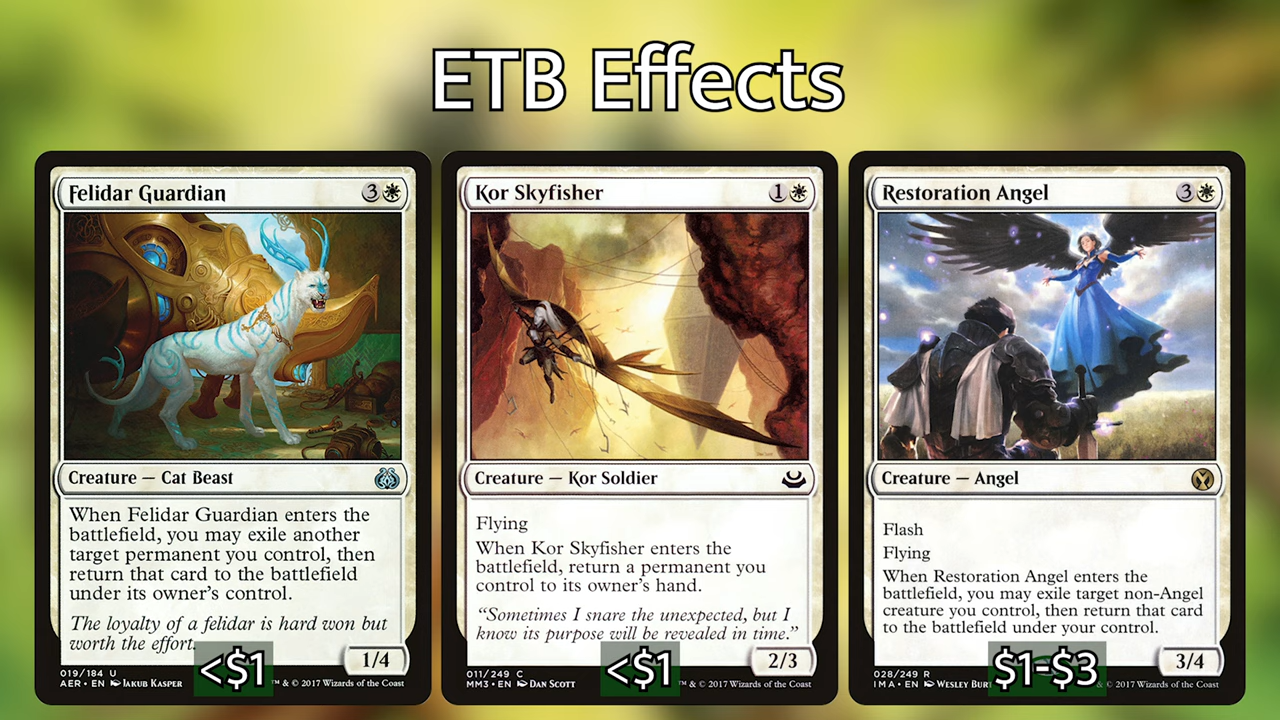 ETB Effects
Felidar Guardian 3
Creature — Cat Beast
When Felidar Guardian enters the
battlefield, you may exile another
target permanent you control, then
return that card to the battlefield
under its owner's control.
The loyalty of a felidar is hard won but
worth the effort.
1/4
<$1
019/184 U
AER • EN JAKUB KASPER
™ & © 2017 Wizards of the Coast
Kor Skyfisher 1
Creature — Kor Soldier
Flying
When Kor Skyfisher enters the
battlefield, return a permanent you
control to its owner's hand.
"Sometimes I snare the unexpected, but I
know its purpose will be revealed in time."
2/3
<$1
011/249 C
MM3 • EN DAN SCOTT
™ & © 2017 Wizards of the Coast
Restoration Angel 3
Creature — Angel
Flash
Flying
When Restoration Angel enters the
battlefield, you may exile target non-Angel
creature you control, then return that card
to the battlefield under your control.
3/4
$1-$3
028/249 R
IMA • EN WESLEY
& © 2017 Wizards of the Coast